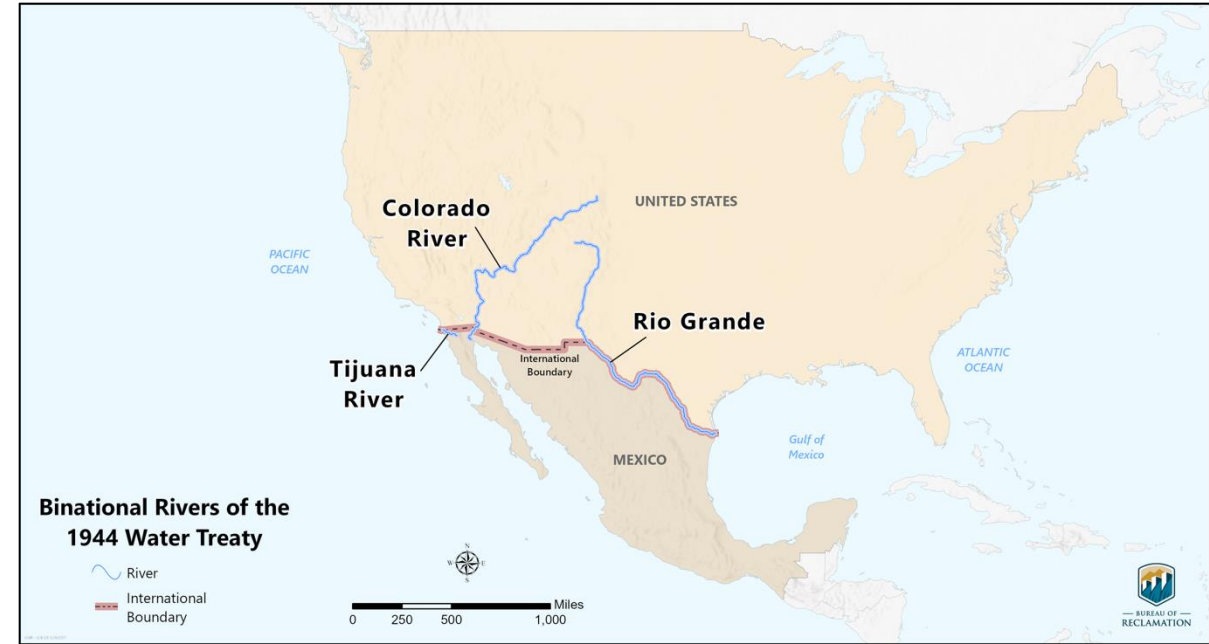 UNITED STATES
Colorado
River
PACIFIC
OCEAN
Rio Grande
ATLANTIC
OCEAN
International
Boundary
Tijuana
River
Gulf of
Mexico
MEXICO
Binational Rivers of the
1944 Water Treaty
River
International
Boundary
N
W E
S
Miles
0 250 500 1,000
BUREAU OF
RECLAMATION